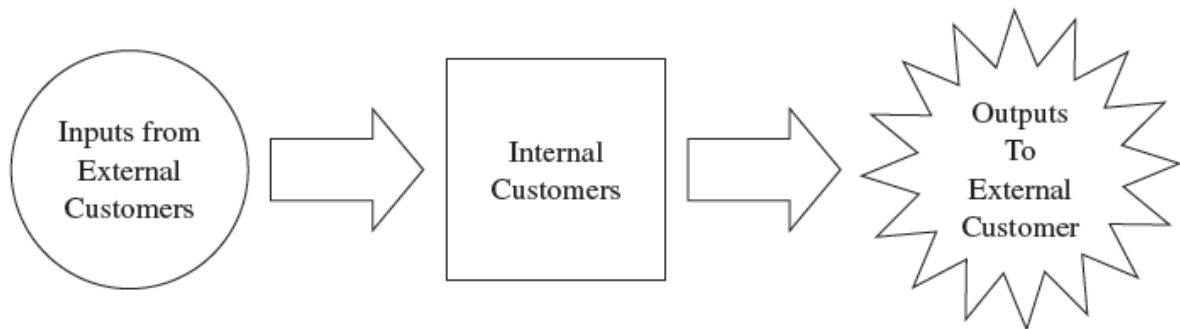 Inputs from
External
Customers
Internal
Customers
Outputs
To
External
Customer